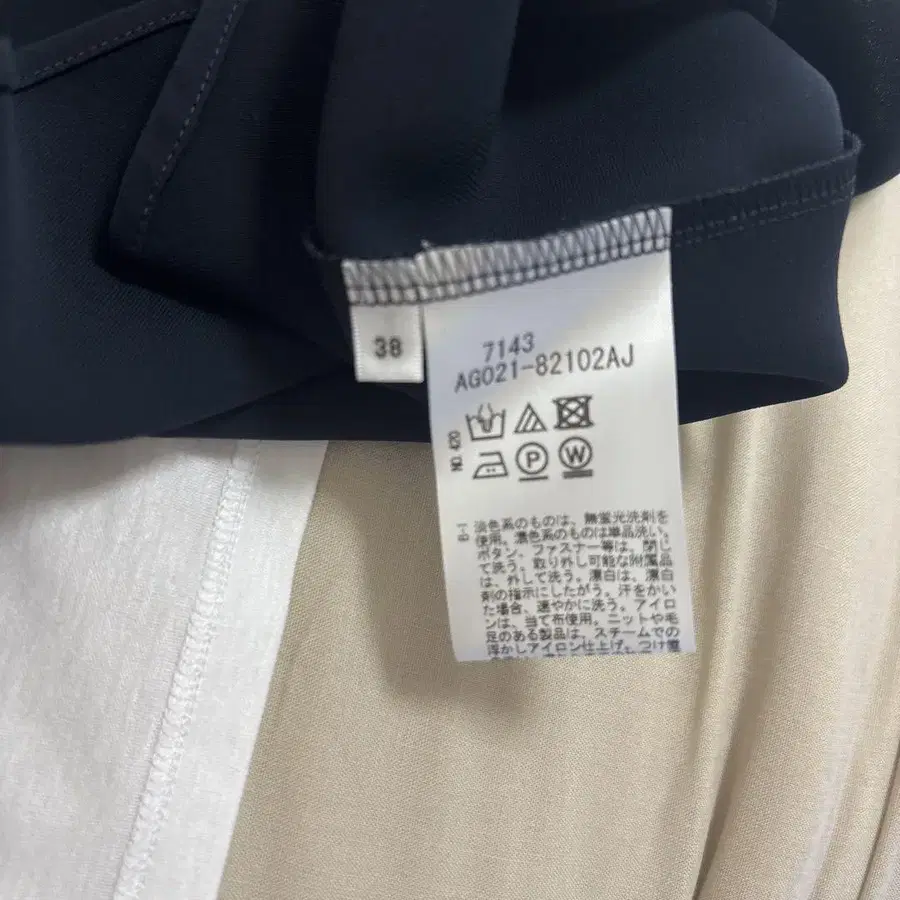 38
7143
AG021-82102AJ
NO.420
P W
B-1
淡色系のものは、無蛍光洗剤を
使用。濃色系のものは単品洗い。
ボタン、ファスナー等は、閉じ
て洗う。取り外し可能な附属品
は、外して洗う。漂白は、漂白
剤の指示にしたがう。汗をかい
た場合、速やかに洗う。アイロ
ンは、当て布使用。ニットや毛
足のある製品は、スチームでの
浮かしアイロン仕上げ。つけ置